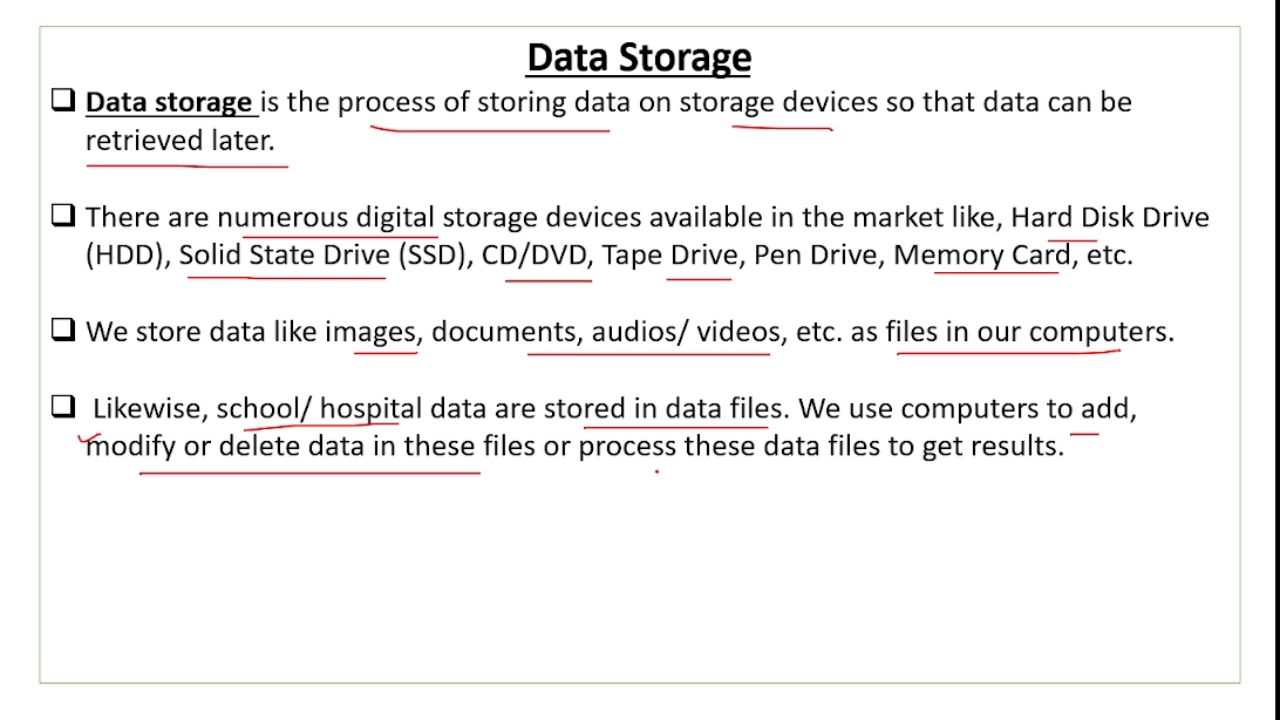 Data Storage
Data storage is the process of storing data on storage devices so that data can be
retrieved later.
There are numerous digital storage devices available in the market like, Hard Disk Drive
(HDD), Solid State Drive (SSD), CD/DVD, Tape Drive, Pen Drive, Memory Card, etc.
We store data like images, documents, audios/ videos, etc. as files in our computers.
Likewise, school/ hospital data are stored in data files. We use computers to add,
modify or delete data in these files or process these data files to get results.